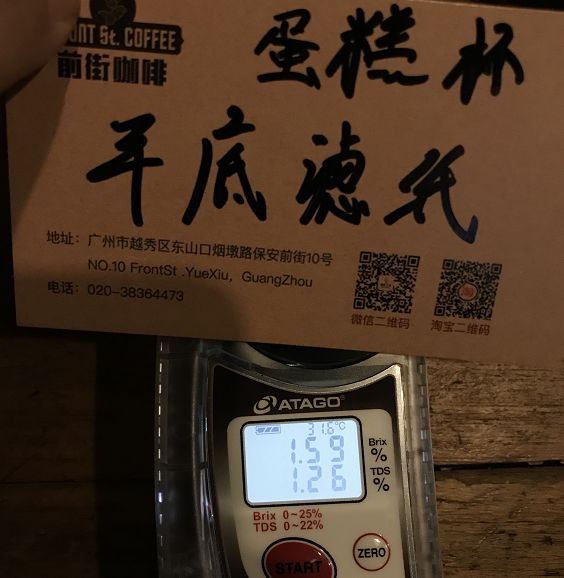 ONT St. COFFEE
前街咖啡
蛋糕杯
平底滤纸
地址：广州市越秀区东山口烟墩路保安前街10号
NO.10 FrontSt .YueXiu，GuangZhou
电话：020-38364473
微信二维码
淘宝二维码
ATAGO®
31.6℃
1.59 Brix %
1.26 TDS %
Brix 0~25%
TDS 0~22%
START
ZERO